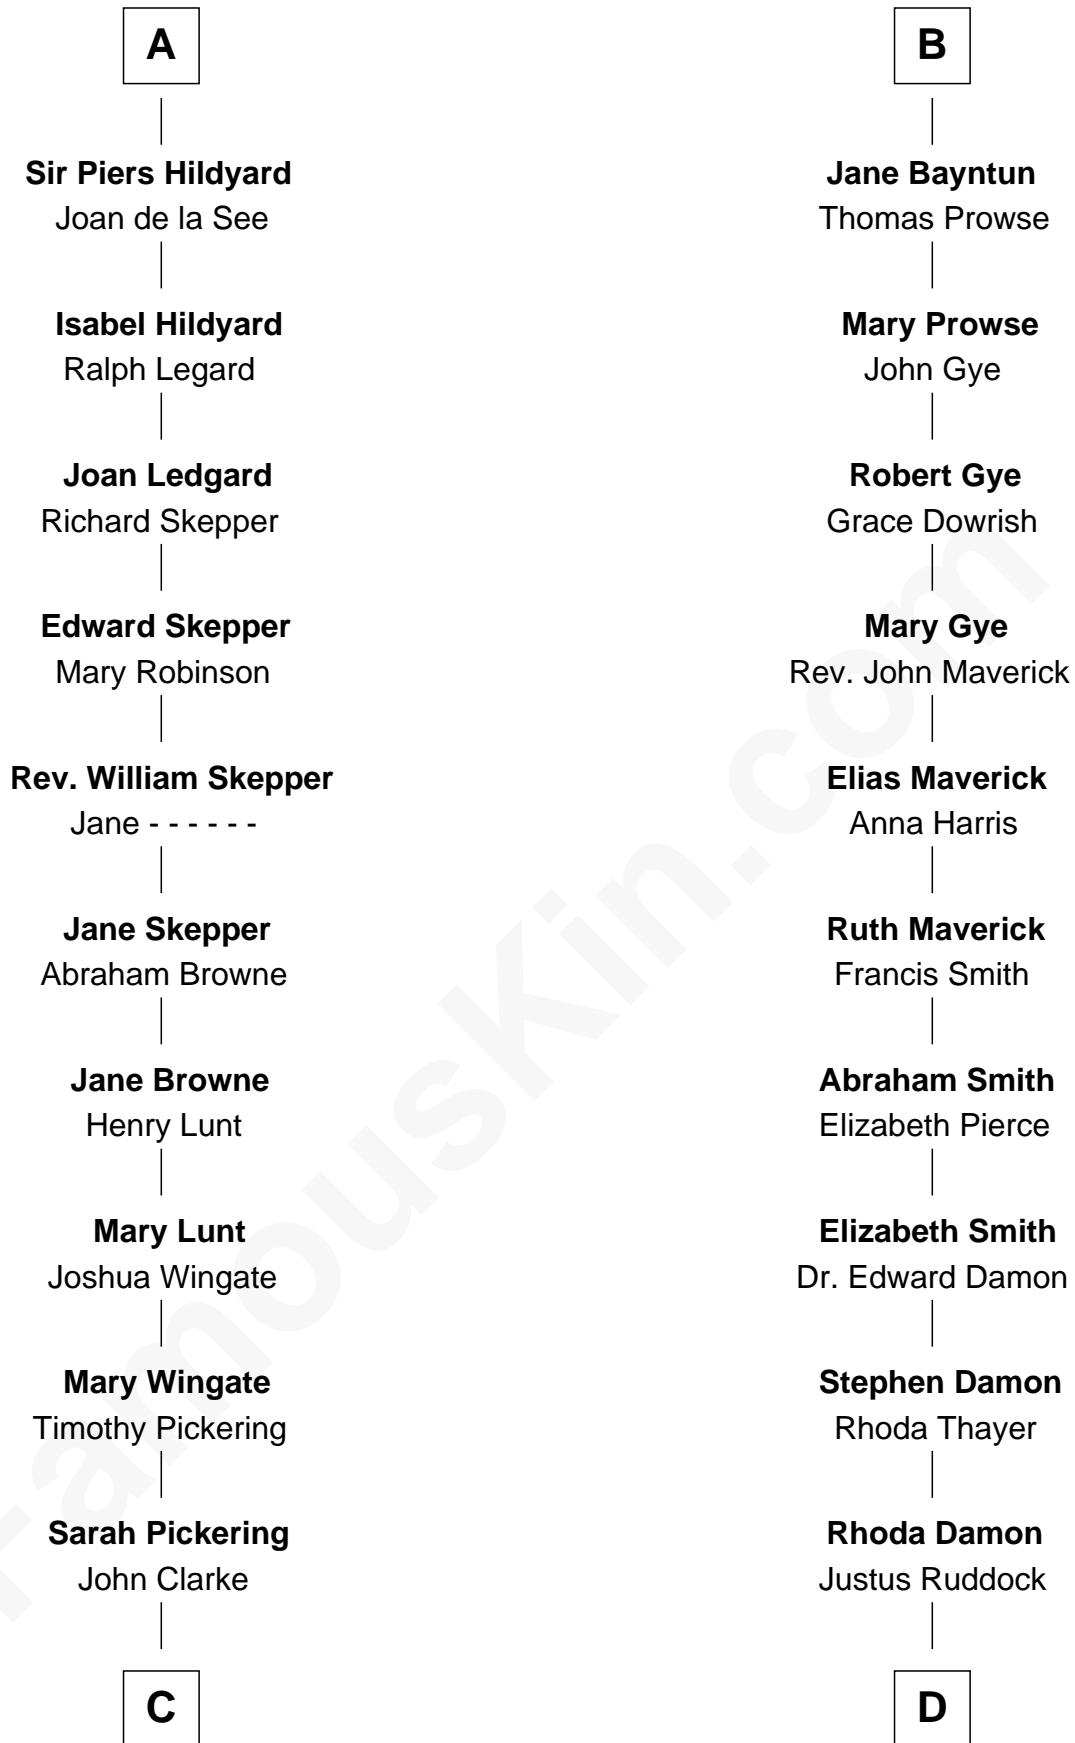 A
Sir Piers Hildyard
Joan de la See
Isabel Hildyard
Ralph Legard
Joan Ledgard
Richard Skepper
Edward Skepper
Mary Robinson
Rev. William Skepper
Jane - - - - - -
Jane Skepper
Abraham Browne
Jane Browne
Henry Lunt
Mary Lunt
Joshua Wingate
Mary Wingate
Timothy Pickering
Sarah Pickering
John Clarke
C
B
Jane Bayntun
Thomas Prowse
Mary Prowse
John Gye
Robert Gye
Grace Dowrish
Mary Gye
Rev. John Maverick
Elias Maverick
Anna Harris
Ruth Maverick
Francis Smith
Abraham Smith
Elizabeth Pierce
Elizabeth Smith
Dr. Edward Damon
Stephen Damon
Rhoda Thayer
Rhoda Damon
Justus Ruddock
D
FamousKin.com